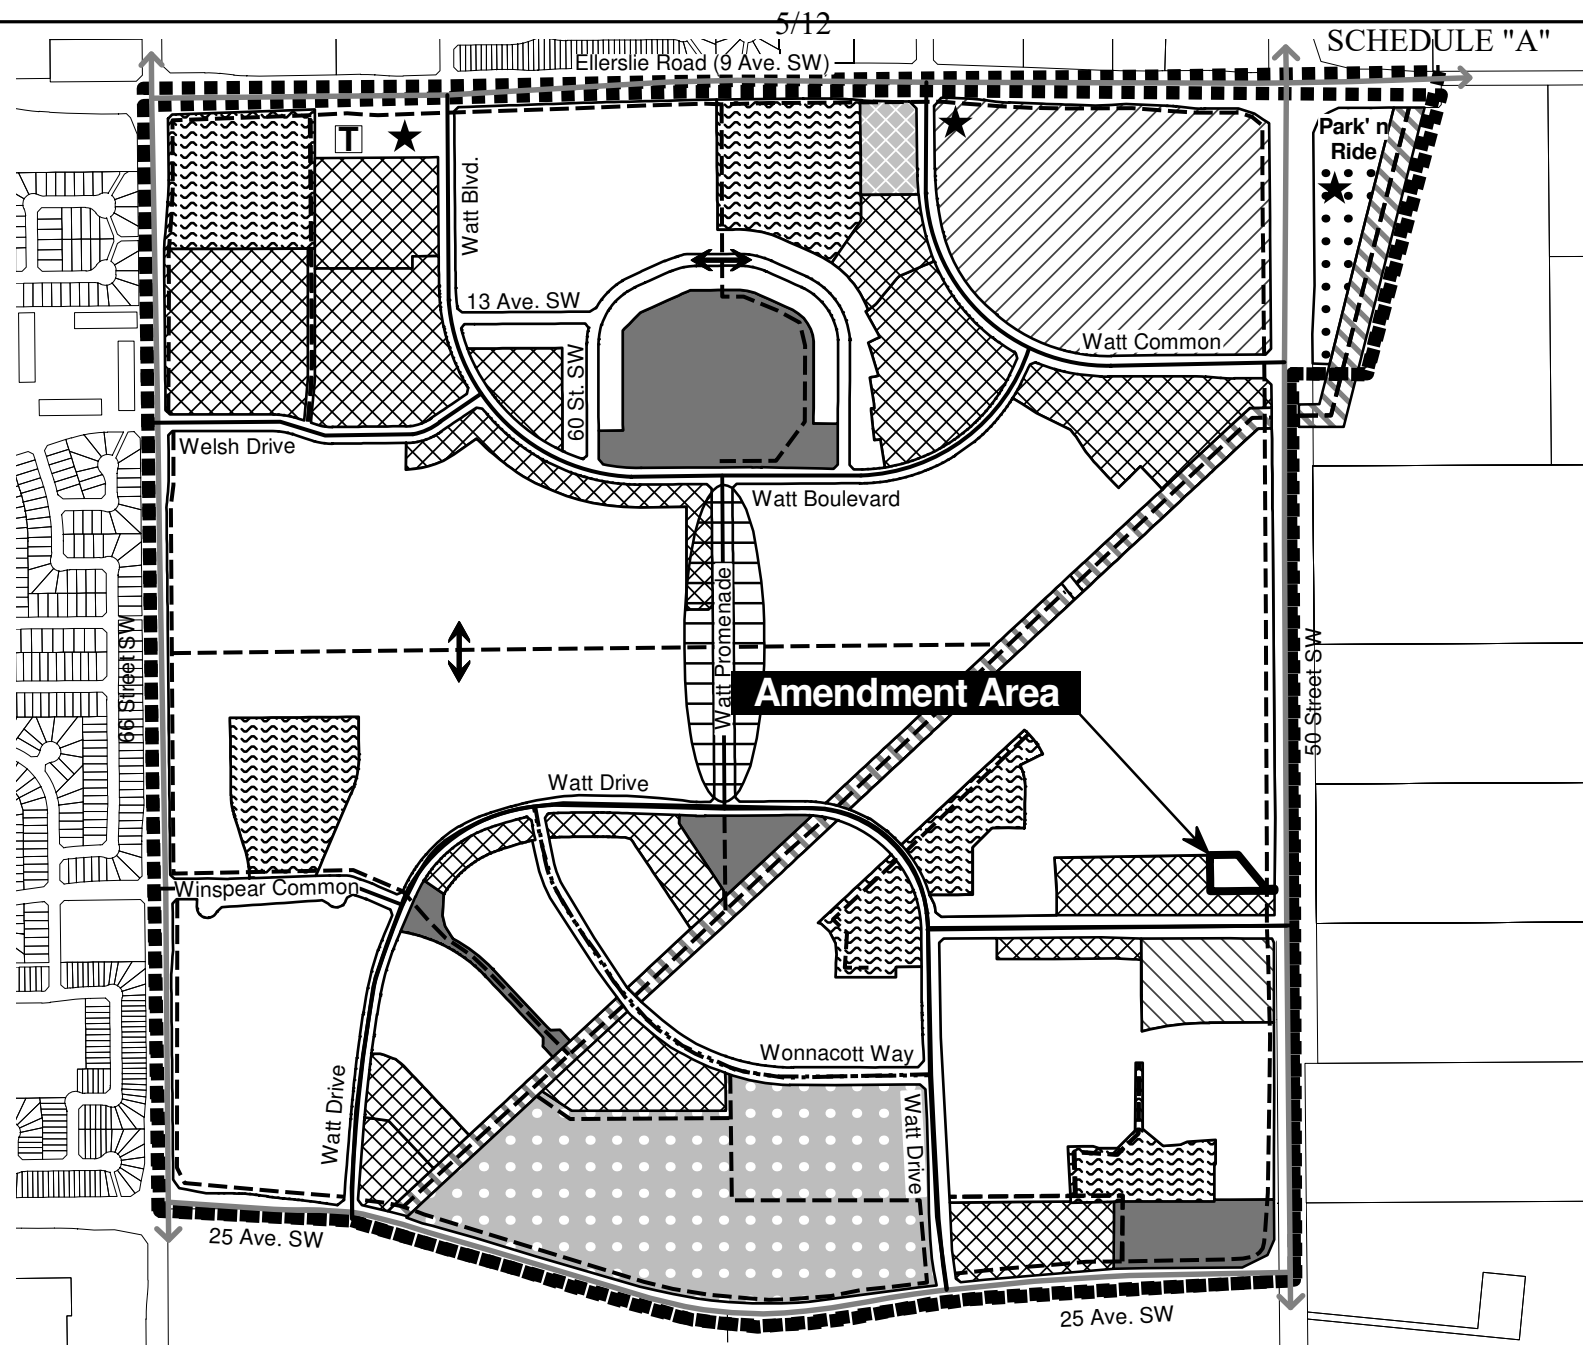 5/12
SCHEDULE "A"
Ellerslie Road (9 Ave. SW)
Park' n
Ride
T
Watt Blvd.
13 Ave. SW
Watt Common
60 St. SW
Welsh Drive
Watt Boulevard
Watt Promenade
66 Street SW
50 Street SW
Amendment Area
Watt Drive
Winspear Common
Wonnacott Way
Watt Drive
Watt Drive
25 Ave. SW
25 Ave. SW